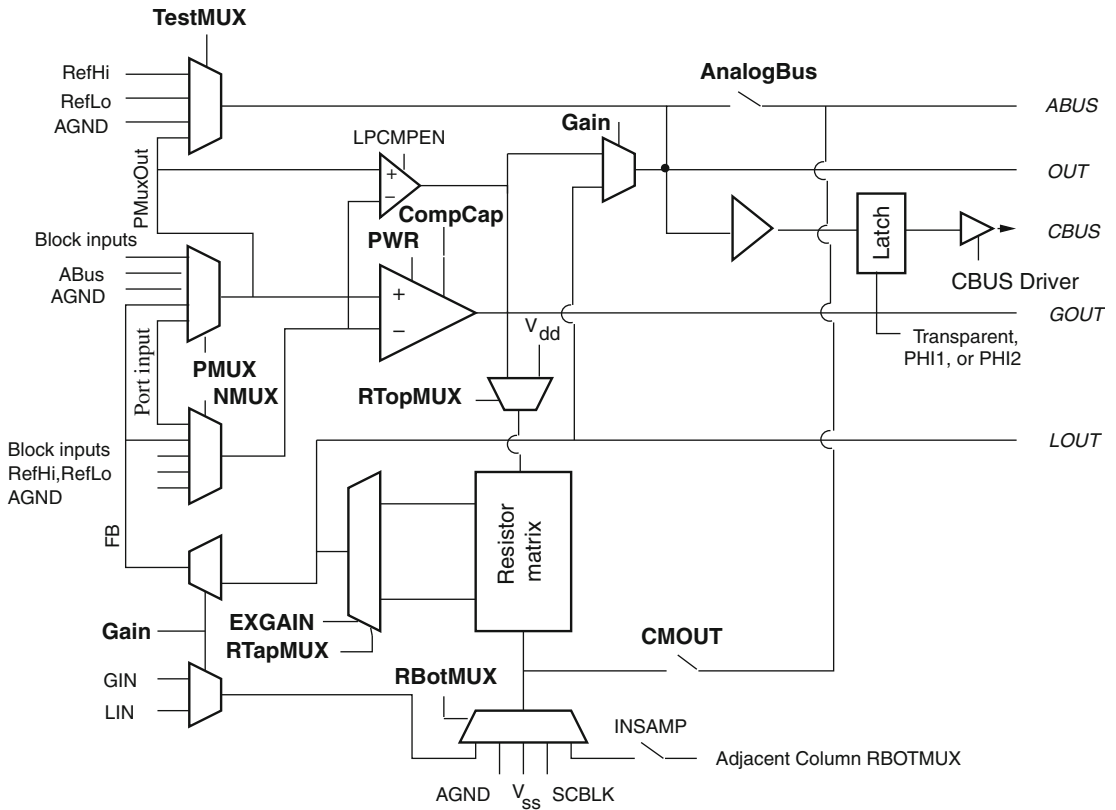 TestMUX
RefHi
RefLo
AGND
AnalogBus
ABUS
Gain
LPCMPEN
+
−
OUT
PMuxOut
CompCap
PWR
Block inputs
ABus
AGND
+
−
Latch
CBUS
CBUS Driver
GOUT
Transparent,
PHI1, or PHI2
Vdd
Port input
PMUX
NMUX
RTopMUX
LOUT
Block inputs
RefHi,RefLo
AGND
FB
Resistor
matrix
EXGAIN
RTapMUX
Gain
CMOUT
GIN
LIN
RBotMUX
INSAMP
Adjacent Column RBOTMUX
AGND
Vss
SCBLK